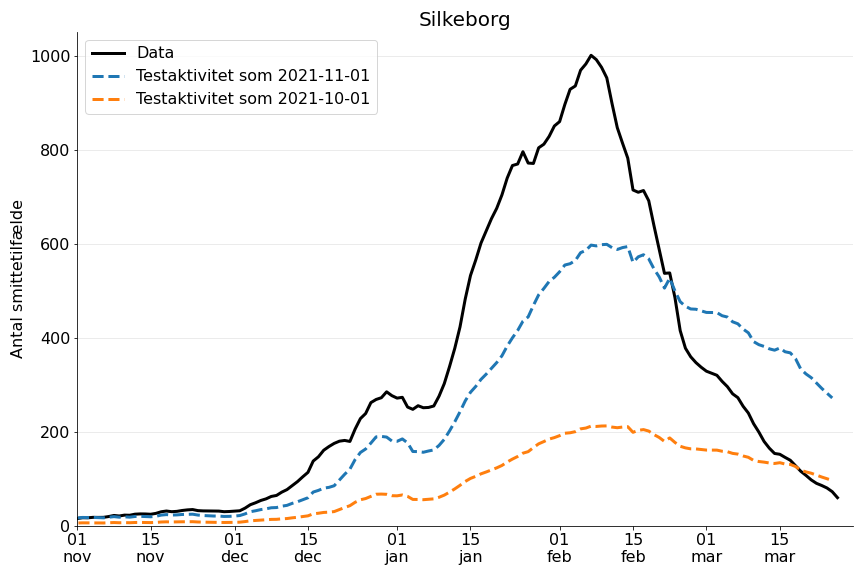 Silkeborg
Data
Testaktivitet som 2021-11-01
Testaktivitet som 2021-10-01
Antal smittetilfælde
1000
800
600
400
200
0
01 15 01 15 01 15 01 15 01 15
nov nov dec dec jan jan feb feb mar mar